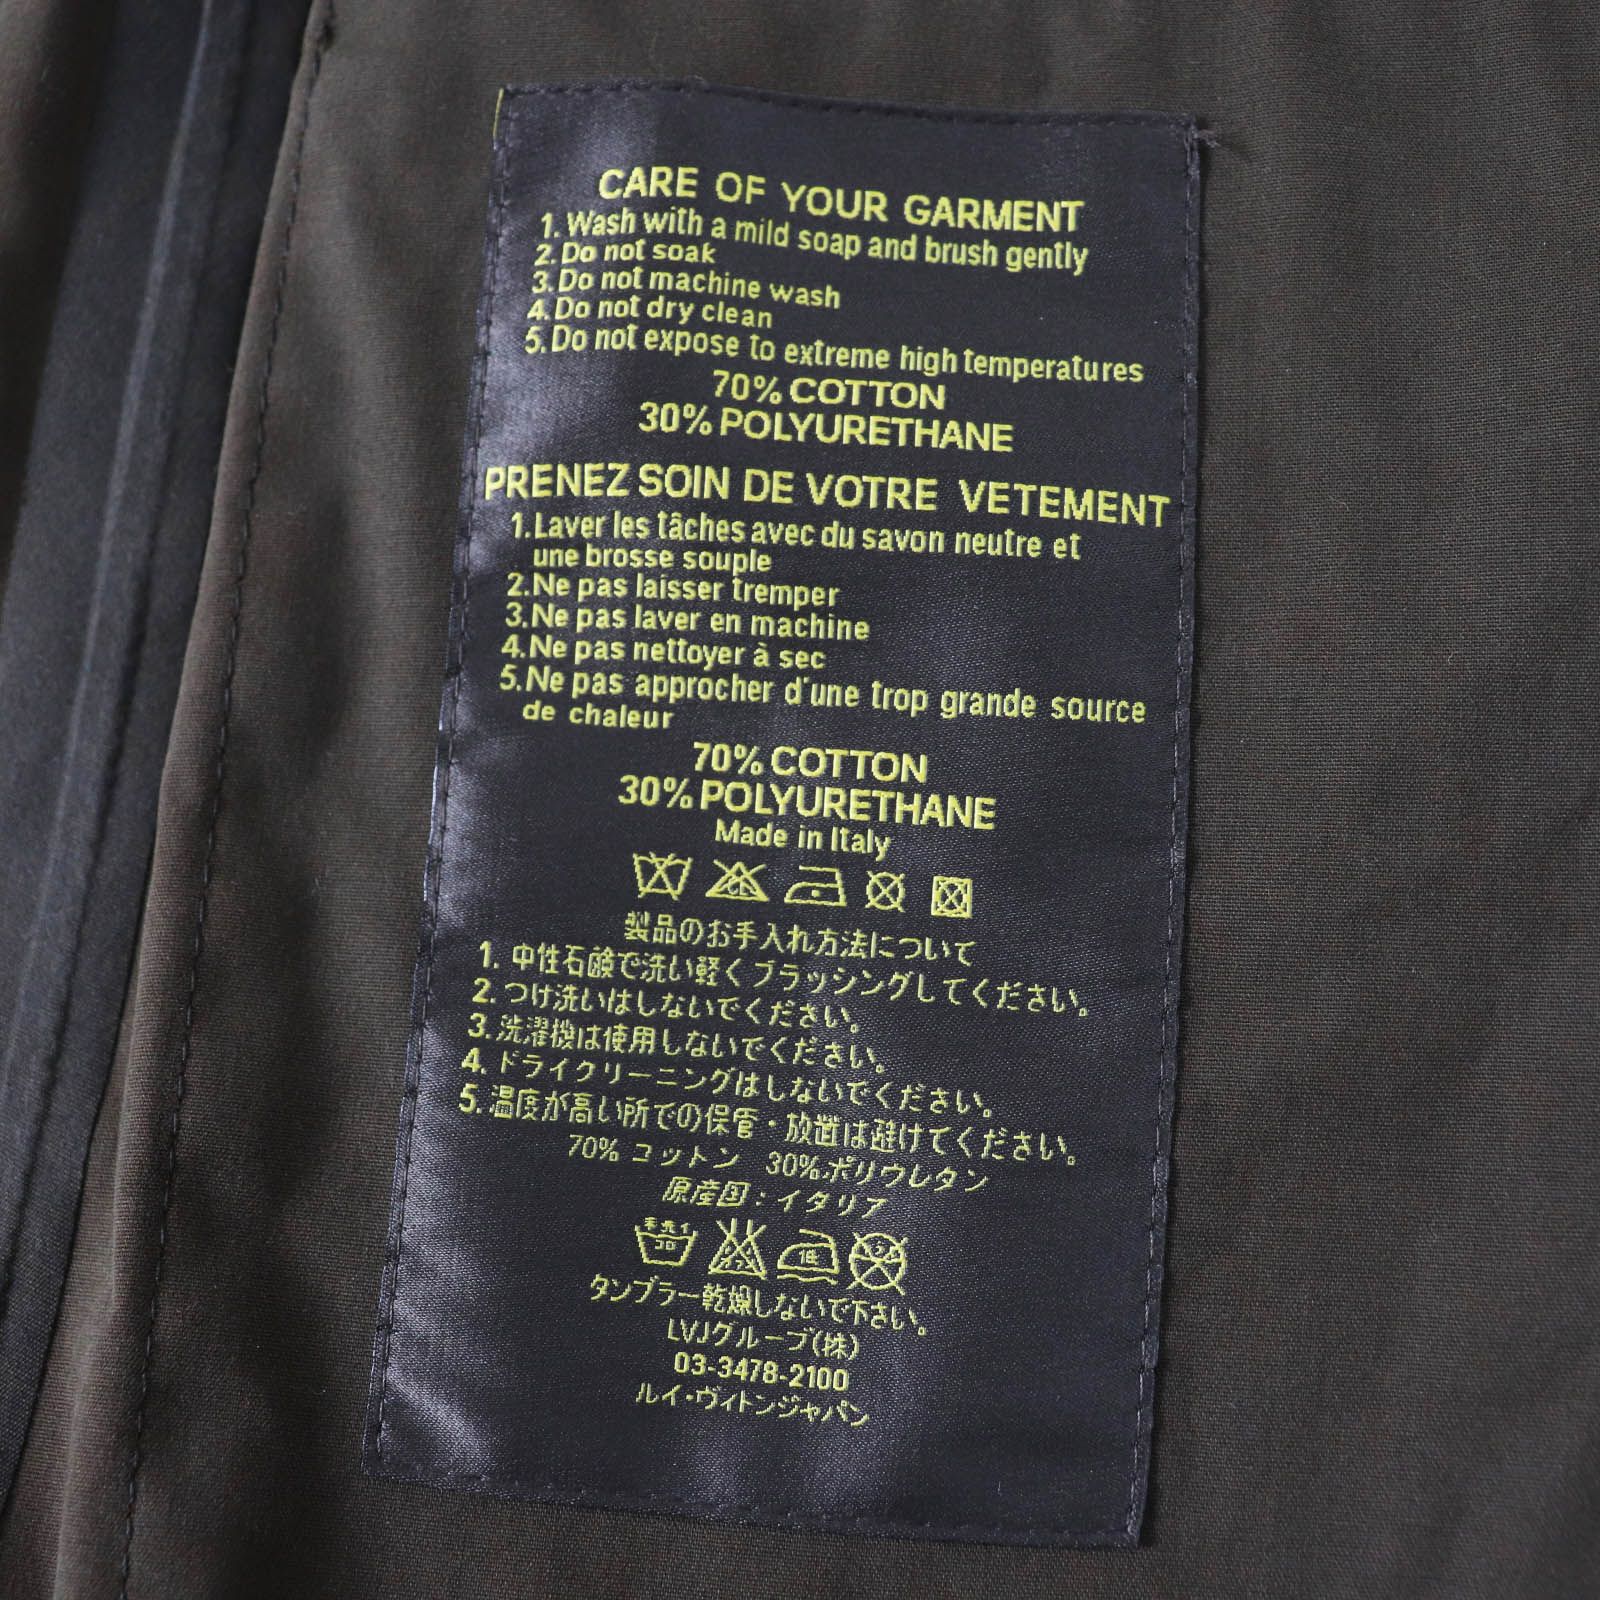 CARE OF YOUR GARMENT
1. Wash with a mild soap and brush gently
2. Do not soak
3. Do not machine wash
4. Do not dry clean
5. Do not expose to extreme high temperatures
70% COTTON
30% POLYURETHANE
PRENEZ SOIN DE VOTRE VETEMENT
1. Laver les tâches avec du savon neutre et
une brosse souple
2. Ne pas laisser tremper
3. Ne pas laver en machine
4. Ne pas nettoyer à sec
5. Ne pas approcher d'une trop grande source
de chaleur
70% COTTON
30% POLYURETHANE
Made in Italy
CL
製品のお手入れ方法について
1. 中性石鹸で洗い軽くブラッシングしてください。
2. つけ洗いはしないでください。
3. 洗濯機は使用しないでください。
4. ドライクリーニングはしないでください。
5. 温度が高い所での保管・放置は避けてください。
70% コットン 30% ポリウレタン
原産国:イタリア
低
タンブラー乾燥しないで下さい。
LVJグループ(株)
03-3478-2100
ルイ・ヴィトンジャパン